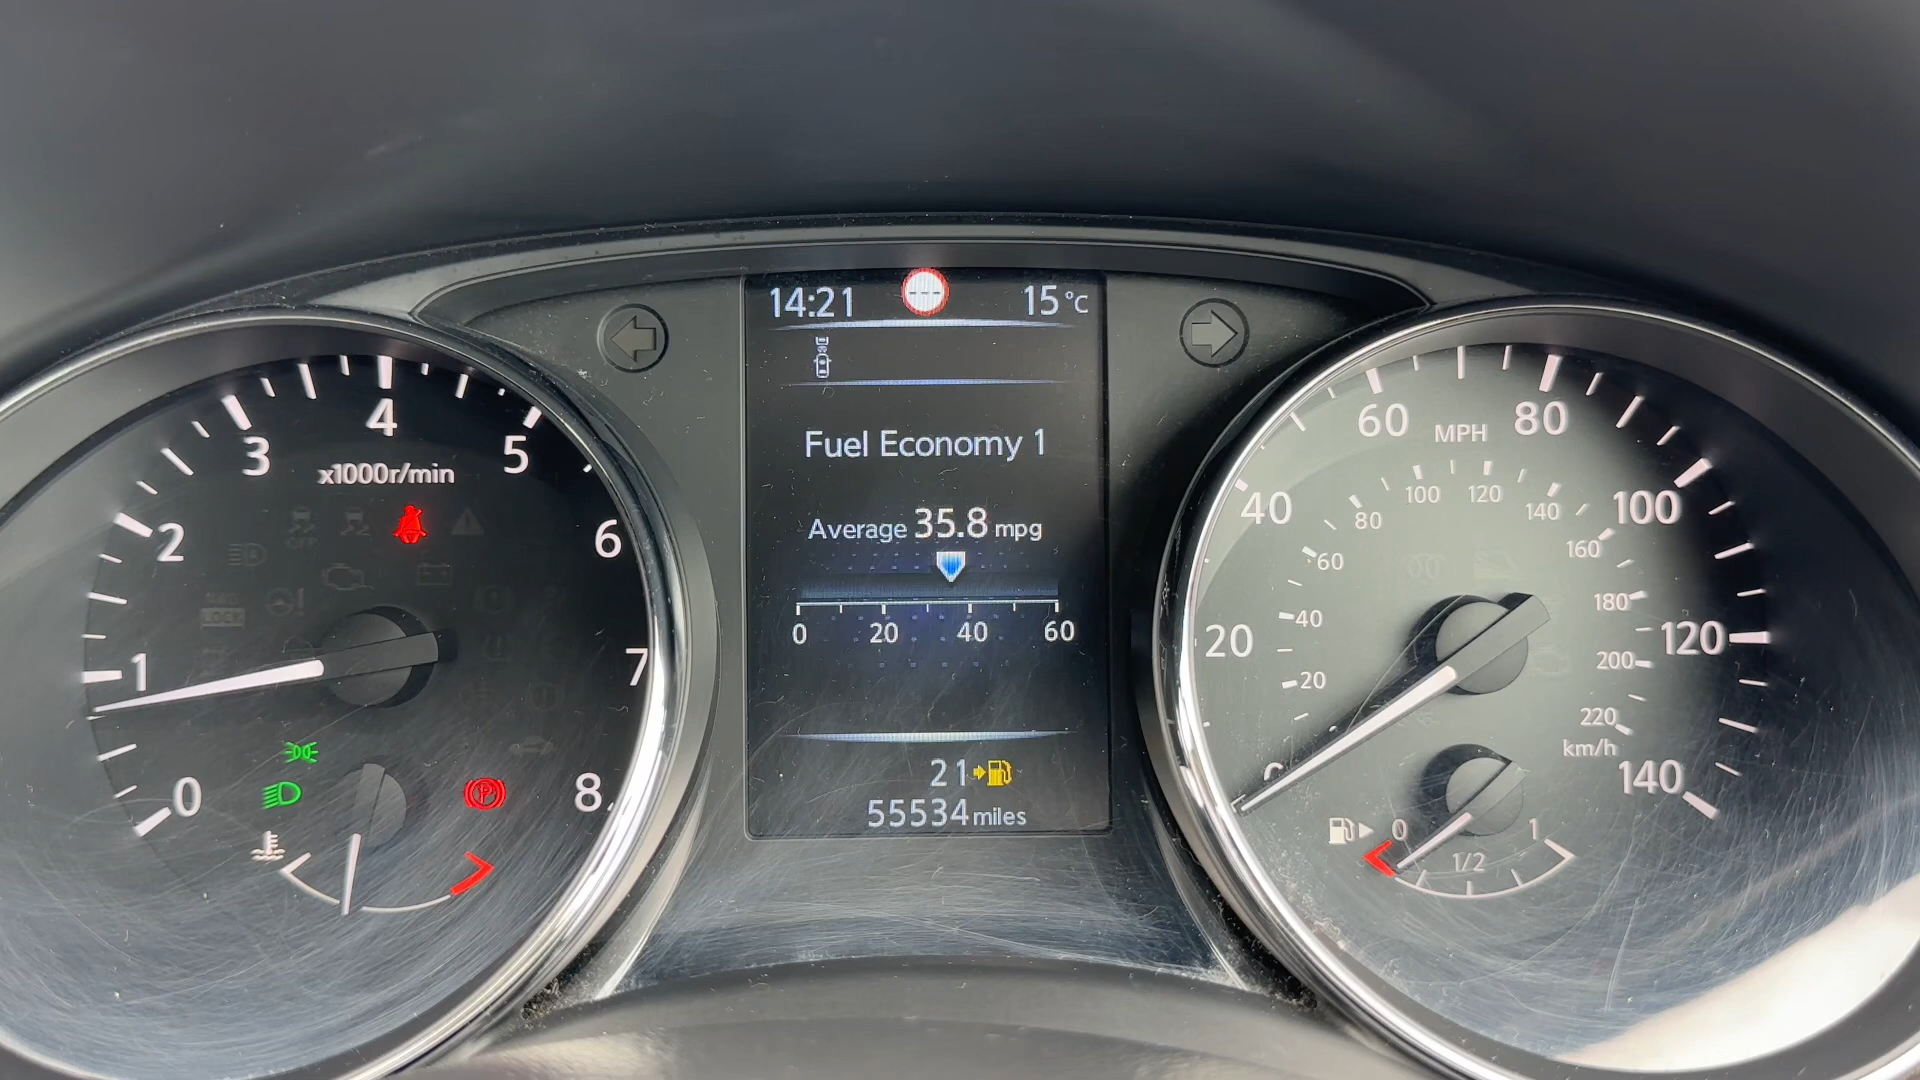 14:21 15°C
Fuel Economy 1
Average 35.8 mpg
0 20 40 60
21
55534 miles
0 1 2 3 4 5 6 7 8
x1000r/min
P
0 20 40 60 80 100 120 140
MPH
20 40 60 80 100 120 140 160 180 200 220
km/h
0 1/2 1